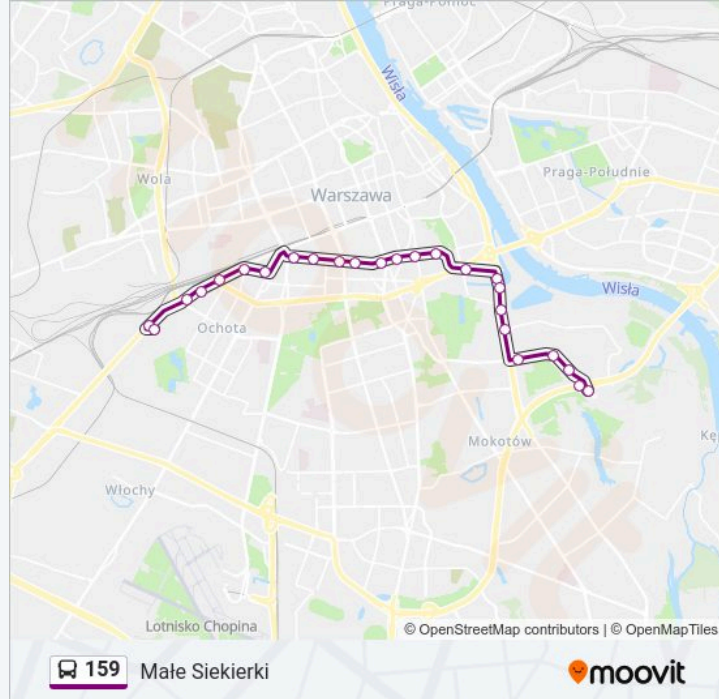 Praga-Północ
Wisła
Wola
Praga-Południe
Warszawa
Wisła
Ochota
Mokotów
Kę
Włochy
Lotnisko Chopina
© OpenStreetMap contributors | © OpenMapTiles
159 Małe Siekierki
moovit